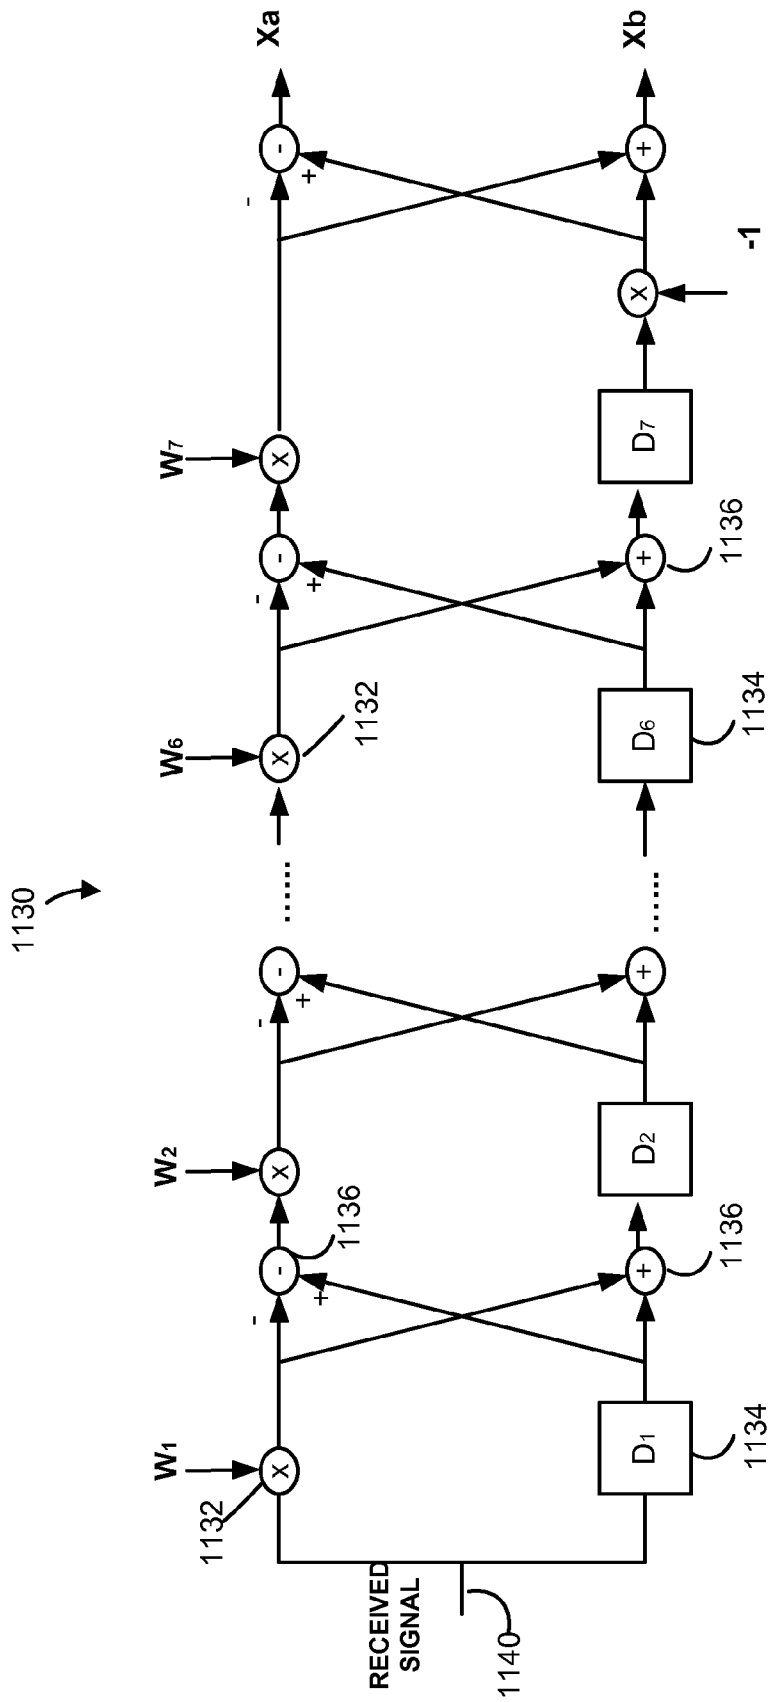 1130
W1
W2
W6
W7
1132
X
X
X
X
1132
-
-
-
-
-
-
-
-
Xa
+
+
+
+
1136
RECEIVED
SIGNAL
1140
D1
D2
D6
D7
X
-1
+
+
+
+
Xb
1134
1136
1134
1136